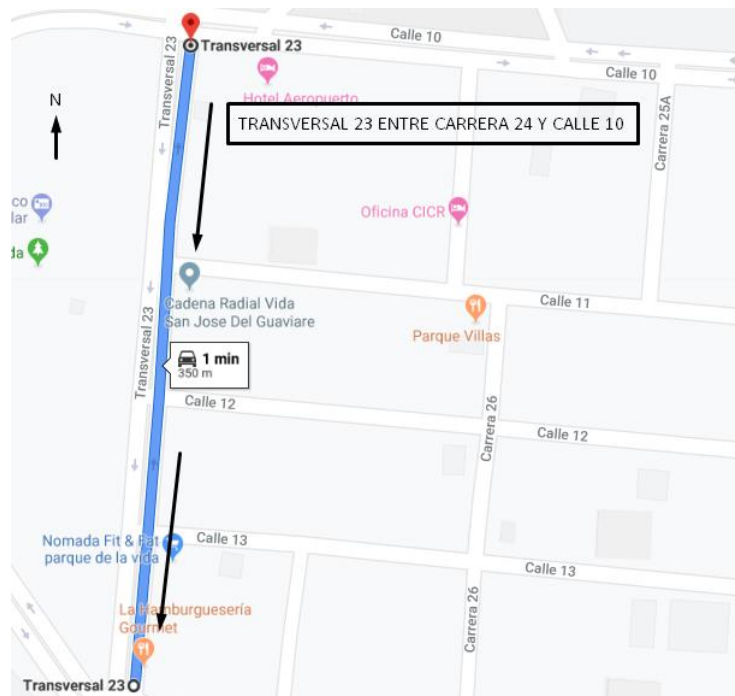 Transversal 23
Calle 10
Calle 10
Transversal 23
Hotel Aeropuerto
N
TRANSVERSAL 23 ENTRE CARRERA 24 Y CALLE 10
Carrera 25A
co
lar
Oficina CICR
da
Cadena Radial Vida
San Jose Del Guaviare
Calle 11
Parque Villas
Transversal 23
1 min
350 m
Calle 12
Calle 12
Carrera 26
Nomada Fit & Fat
parque de la vida
Calle 13
Calle 13
Carrera 26
La Hamburguesería
Gourmet
Transversal 23